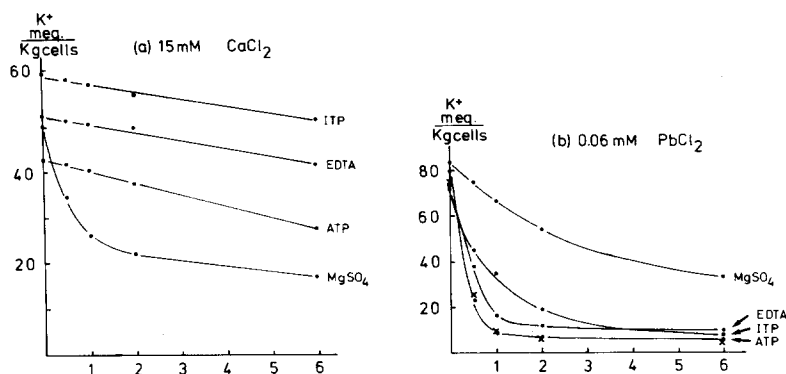 K+
meq.
Kgcells
(a) 15mM CaCl2
60
40
20
1 2 3 4 5 6
ITP
EDTA
ATP
MgSO4
K+
meq.
Kgcells
(b) 0.06 mM PbCl2
80
60
40
20
1 2 3 4 5 6
MgSO4
EDTA
ITP
ATP